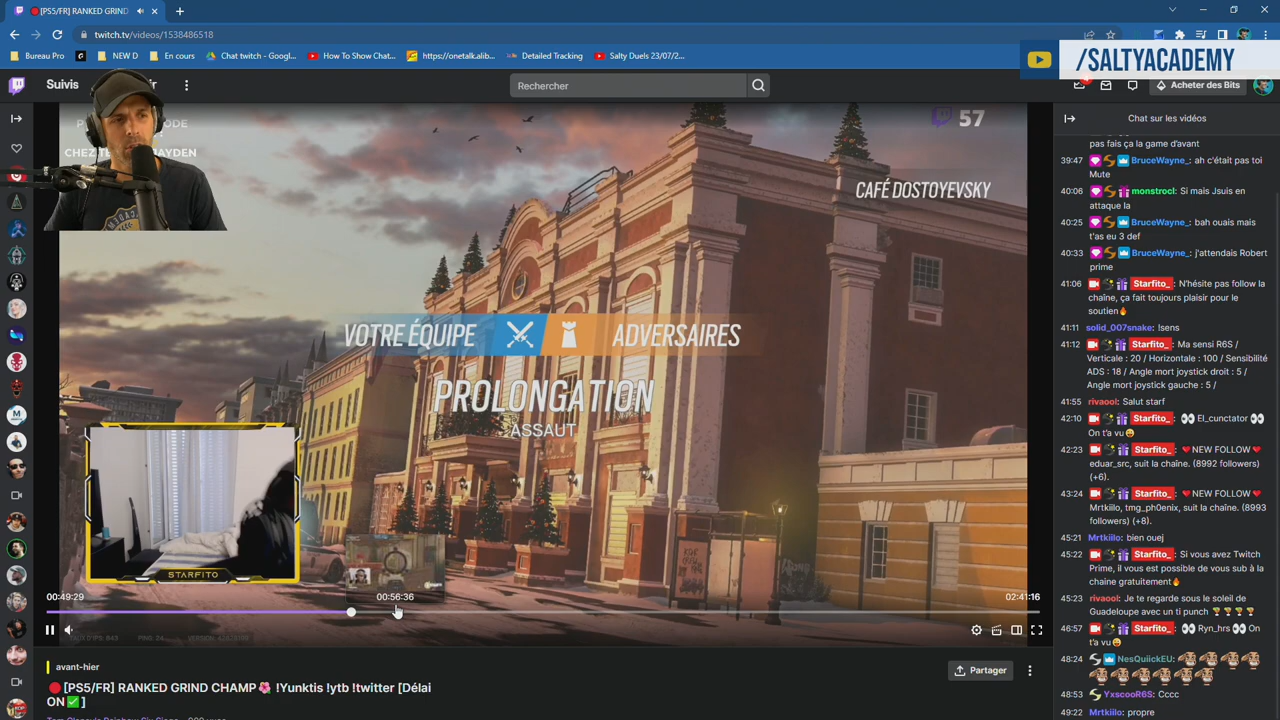 [PS5/FR] RANKED GRIND
twitch.tv/videos/1538486518
Bureau Pro
NEW D
En cours
Chat twitch - Googl...
How To Show Chat...
https://onetalk.alib...
Detailed Tracking
Salty Duels 23/07/2...
/SALTYACADEMY
Suivis
Rechercher
Acheter des Bits
57
CAFÉ DOSTOYEVSKY
VOTRE ÉQUIPE
ADVERSAIRES
PROLONGATION
ASSAUT
STARFITO
00:49:29
00:56:36
02:41:16
avant-hier
[PS5/FR] RANKED GRIND CHAMP🌸 !Yunktis !ytb !twitter [Délai
ON ✅ ]
Partager
Chat sur les vidéos
pas fais ça la game d'avant
39:47 BruceWayne_: ah c'était pas toi
Mute
40:06 monstrocl: Si mais Jsuis en
attaque la
40:25 BruceWayne_: bah ouais mais
t'as eu 3 def
40:33 BruceWayne_: j'attendais Robert
prime
41:06 Starfito_: N'hésite pas follow la
chaîne, ça fait toujours plaisir pour le
soutien🔥
41:11 solid_007snake: !sens
41:12 Starfito_: Ma sensi R6S /
Verticale : 20 / Horizontale : 100 / Sensibilité
ADS : 18 / Angle mort joystick droit : 5 /
Angle mort joystick gauche : 5 /
41:55 rivaool: Salut starf
42:10 Starfito_: 👀 El_cunctator 👀
On t'a vu😄
42:23 Starfito_: ❤️NEW FOLLOW❤️
eduar_src, suit la chaîne. (8992 followers)
(+6).
43:24 Starfito_: ❤️NEW FOLLOW❤️
Mrtkiilo, tmg_ph0enix, suit la chaîne. (8993
followers) (+8).
45:21 Mrtkiilo: bien ouej
45:22 Starfito_: Si vous avez Twitch
Prime, il vous est possible de vous sub à la
chaine gratuitement🔥
45:23 rivaool: Je te regarde sous le soleil de
Guadeloupe avec un ti punch 🍹🍹🍹🍹
46:57 Starfito_: 👀 Ryn_hrs 👀 On
t'a vu😄
48:24 NesQuiickEU:
48:53 YxscooR6S: Cccc
49:22 Mrtkiilo: propre